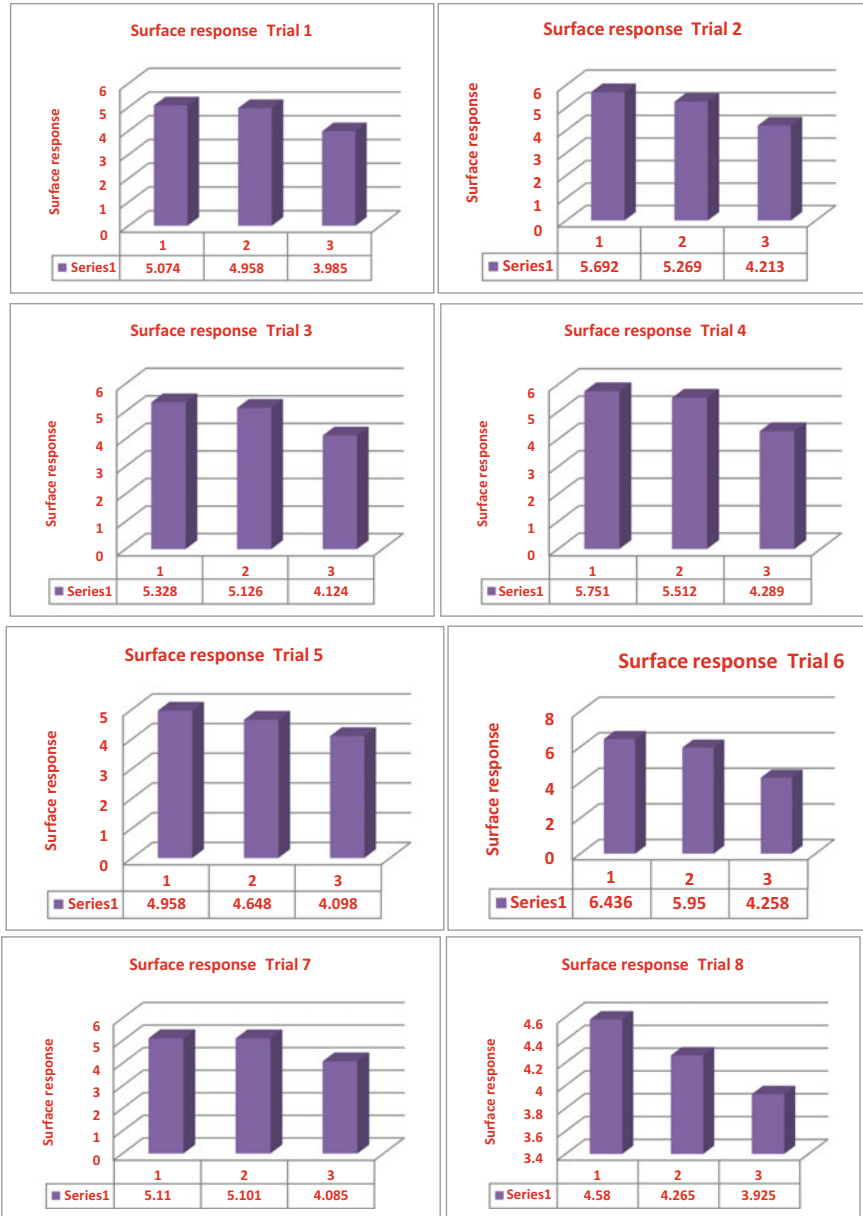 Surface response Trial 1
Surface response
6
5
4
3
2
1
0
1 2 3
Series1 5.074 4.958 3.985
Surface response Trial 2
Surface response
6
5
4
3
2
1
0
1 2 3
Series1 5.692 5.269 4.213
Surface response Trial 3
Surface response
6
5
4
3
2
1
0
1 2 3
Series1 5.328 5.126 4.124
Surface response Trial 4
Surface response
6
5
4
3
2
1
0
1 2 3
Series1 5.751 5.512 4.289
Surface response Trial 5
Surface response
5
4
3
2
1
0
1 2 3
Series1 4.958 4.648 4.098
Surface response Trial 6
Surface response
8
6
4
2
0
1 2 3
Series1 6.436 5.95 4.258
Surface response Trial 7
Surface response
6
5
4
3
2
1
0
1 2 3
Series1 5.11 5.101 4.085
Surface response Trial 8
Surface response
4.6
4.4
4.2
4
3.8
3.6
3.4
1 2 3
Series1 4.58 4.265 3.925